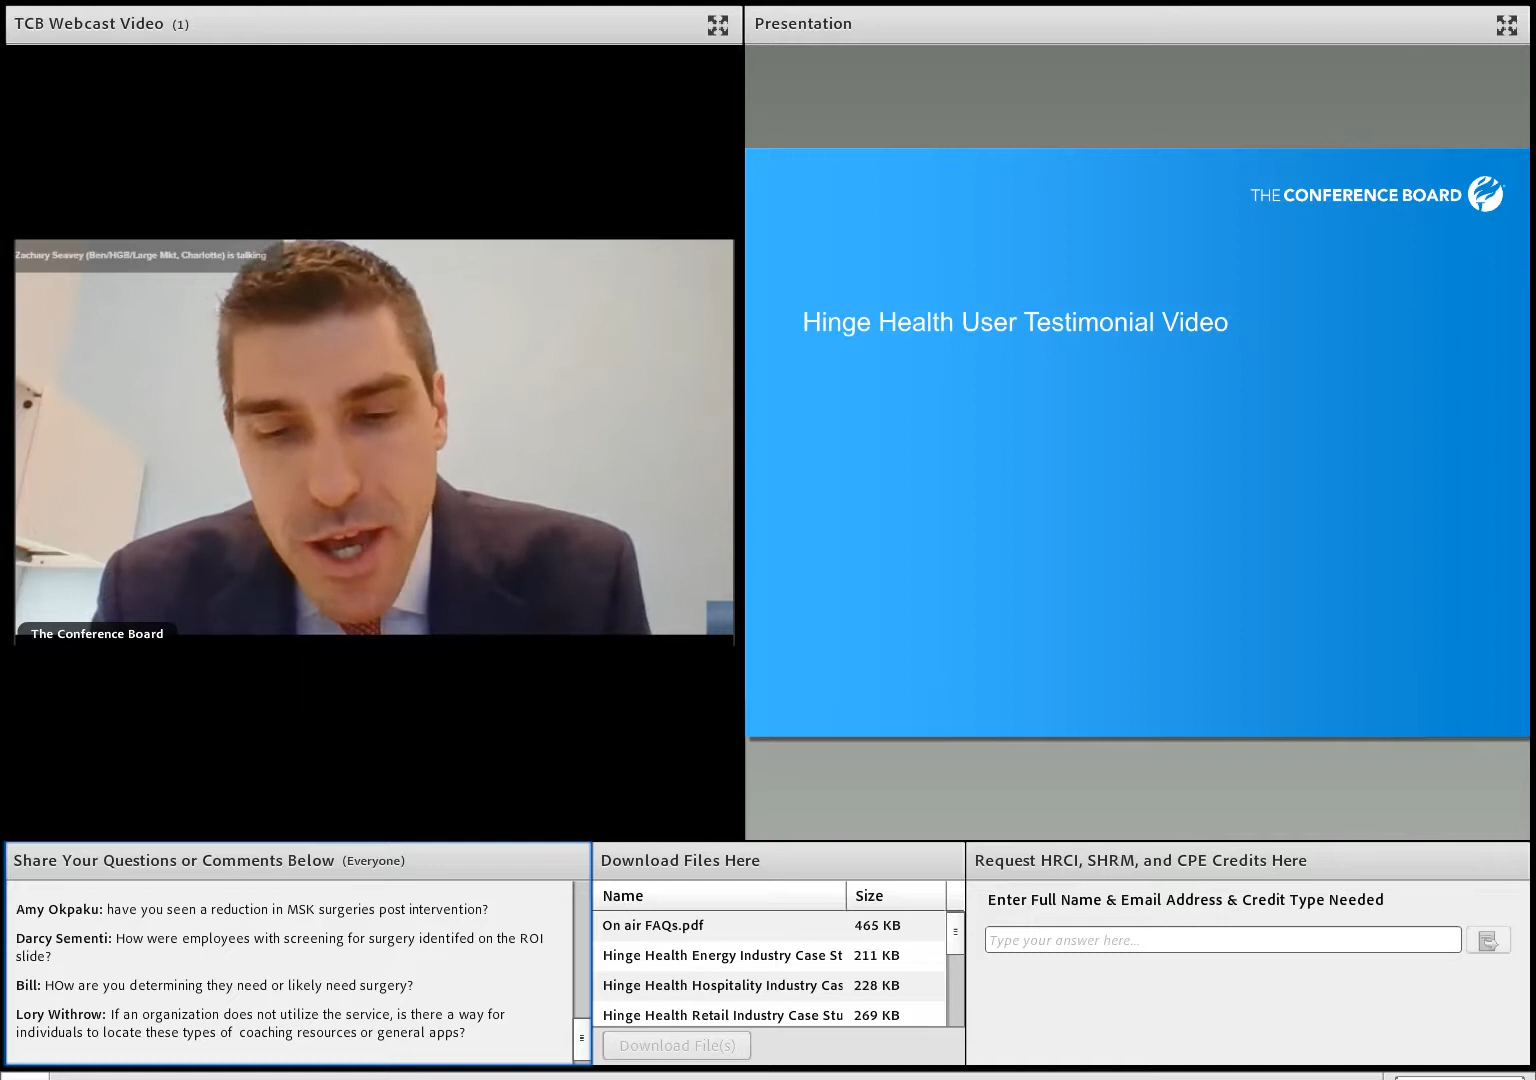 TCB Webcast Video (1)
Presentation
Zachary Seavey (Ben/HGB/Large Mkt, Charlotte) is talking
The Conference Board
THE CONFERENCE BOARD
Hinge Health User Testimonial Video
Share Your Questions or Comments Below (Everyone)
Amy Okpaku: have you seen a reduction in MSK surgeries post intervention?
Darcy Sementi: How were employees with screening for surgery identifed on the ROI
slide?
Bill: HOw are you determining they need or likely need surgery?
Lory Withrow: If an organization does not utilize the service, is there a way for
individuals to locate these types of coaching resources or general apps?
Download Files Here
Name Size
On air FAQs.pdf 465 KB
Hinge Health Energy Industry Case St 211 KB
Hinge Health Hospitality Industry Cas 228 KB
Hinge Health Retail Industry Case Stu 269 KB
Download File(s)
Request HRCI, SHRM, and CPE Credits Here
Enter Full Name & Email Address & Credit Type Needed
Type your answer here...